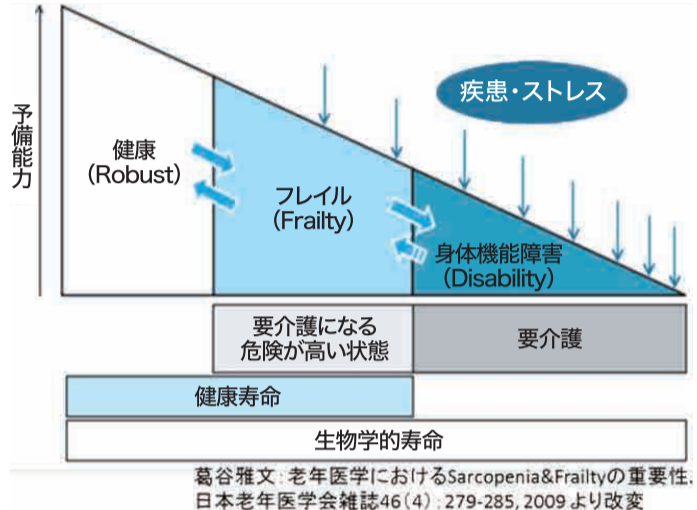 疾患・ストレス
予備能力
健康
(Robust)
フレイル
(Frailty)
身体機能障害
(Disability)
要介護になる
危険が高い状態
要介護
健康寿命
生物学的寿命
葛谷雅文:老年医学におけるSarcopenia&Frailtyの重要性.
日本老年医学会雑誌46(4):279-285, 2009 より改変